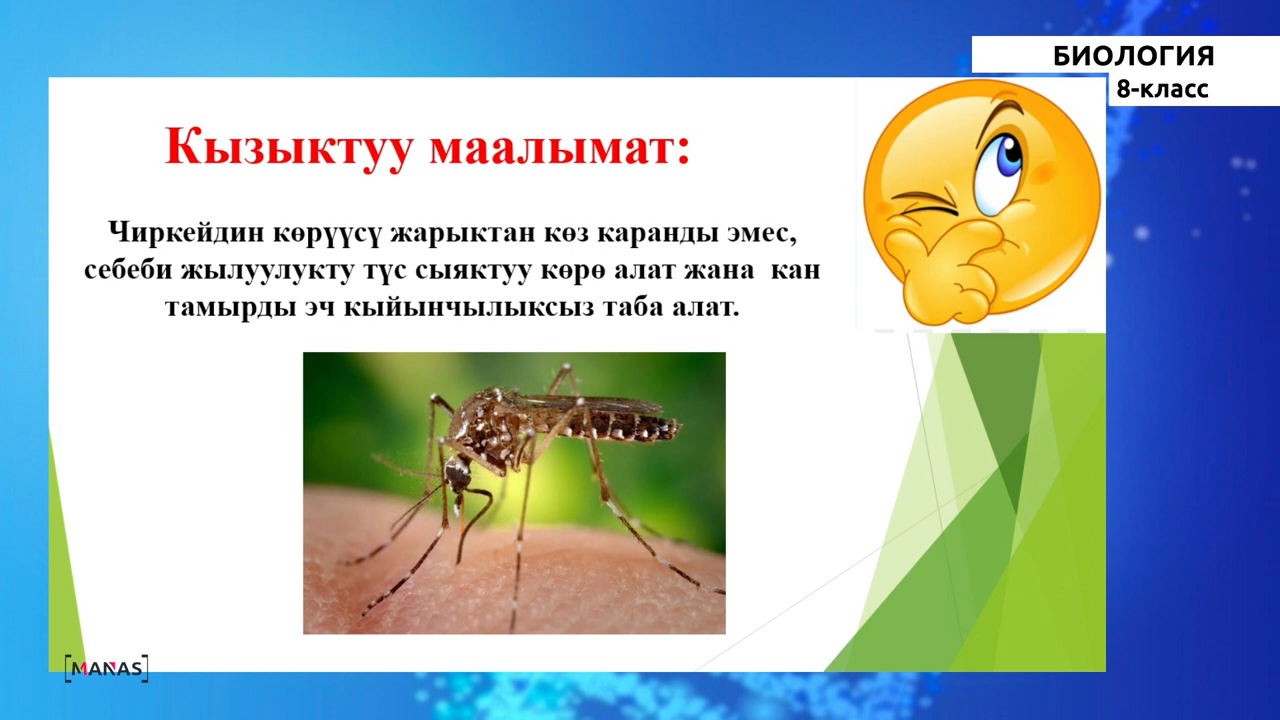 БИОЛОГИЯ
8-класс
Кызыктуу маалымат:
Чиркейдин көрүүсү жарыктан көз каранды эмес,
себеби жылуулукту түс сыяктуу көрө алат жана кан
тамырды эч кыйынчылыксыз таба алат.
[MANAS]